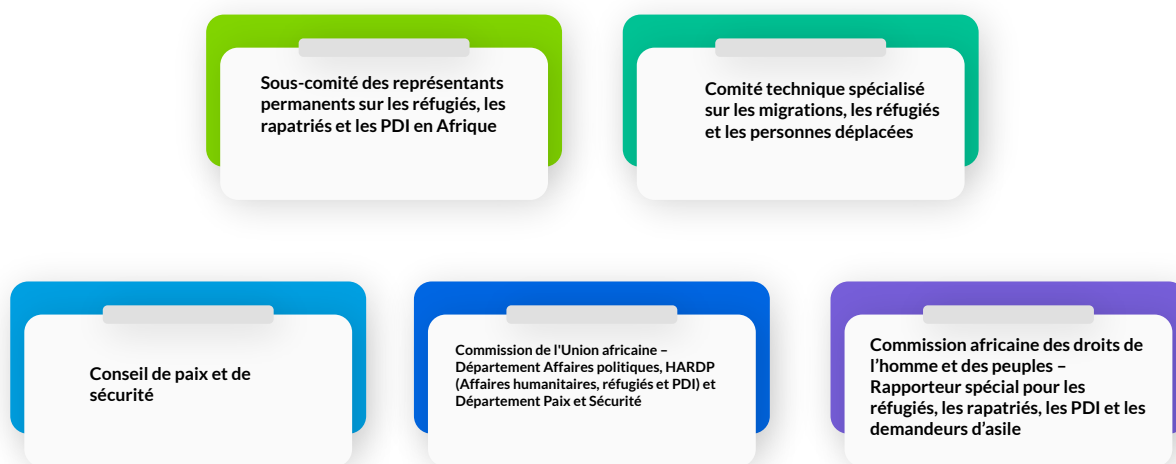 Sous-comité des représentants
permanents sur les réfugiés, les
rapatriés et les PDI en Afrique
Comité technique spécialisé
sur les migrations, les réfugiés
et les personnes déplacées
Conseil de paix et de
sécurité
Commission de l'Union africaine –
Département Affaires politiques, HARDP
(Affaires humanitaires, réfugiés et PDI) et
Département Paix et Sécurité
Commission africaine des droits de
l’homme et des peuples –
Rapporteur spécial pour les
réfugiés, les rapatriés, les PDI et les
demandeurs d’asile